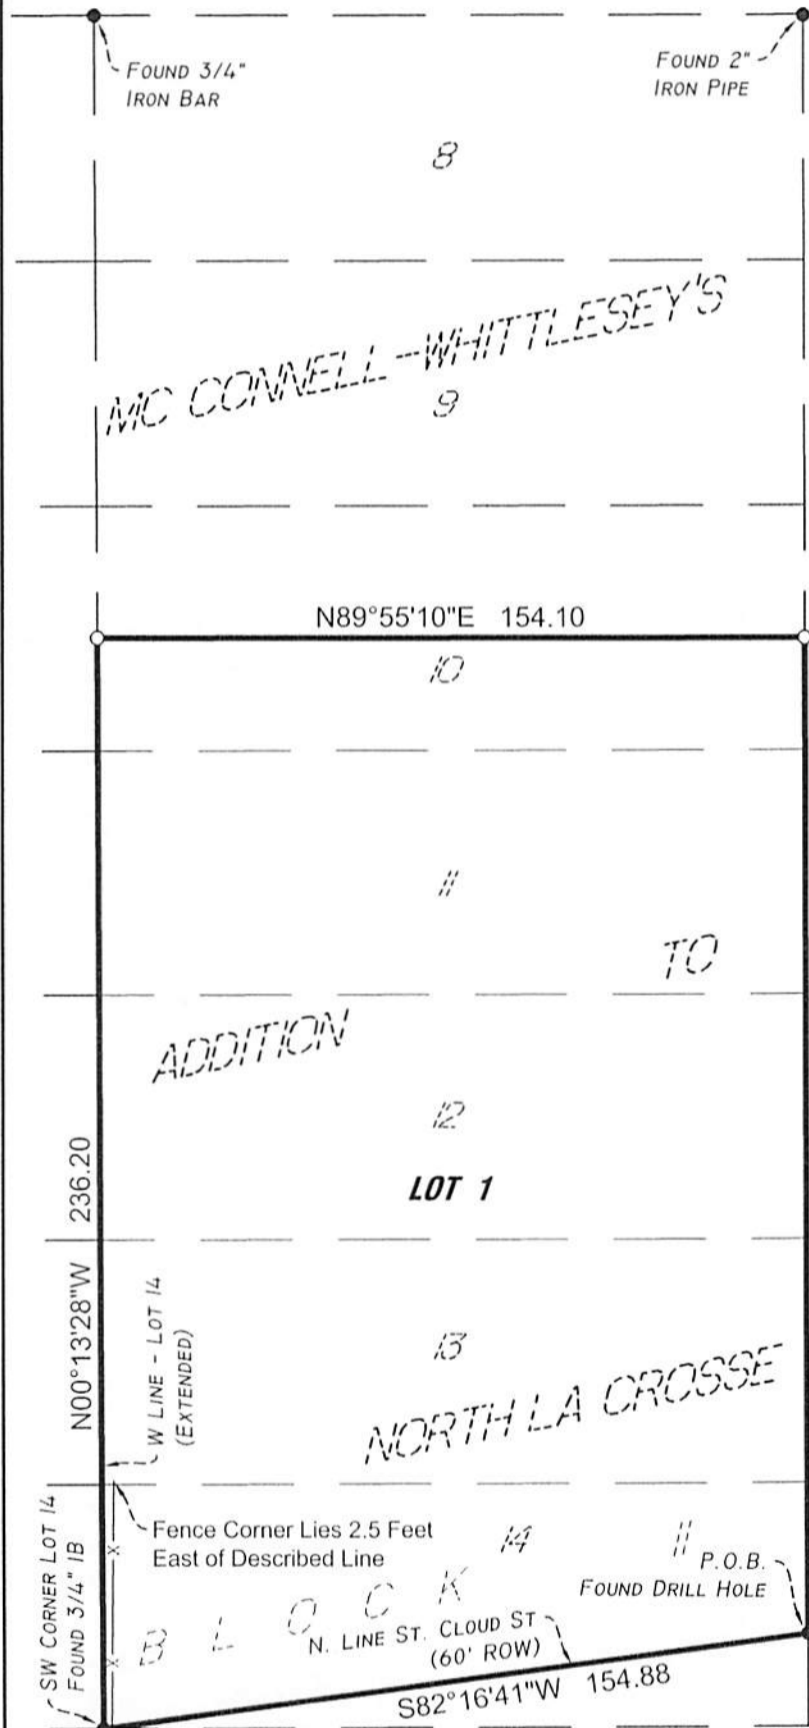 FOUND 3/4"
IRON BAR
FOUND 2"
IRON PIPE
8
MC CONNELL-WHITTLESEY'S
9
N89°55'10"E 154.10
10
11
TO
ADDITION
12
LOT 1
N00°13'28"W 236.20
W LINE - LOT 14
(EXTENDED)
13
NORTH LA CROSSE
SW CORNER LOT 14
FOUND 3/4" IB
Fence Corner Lies 2.5 Feet
East of Described Line
14
BLOCK 11
P.O.B.
FOUND DRILL HOLE
N. LINE ST. CLOUD ST
(60' ROW)
S82°16'41"W 154.88